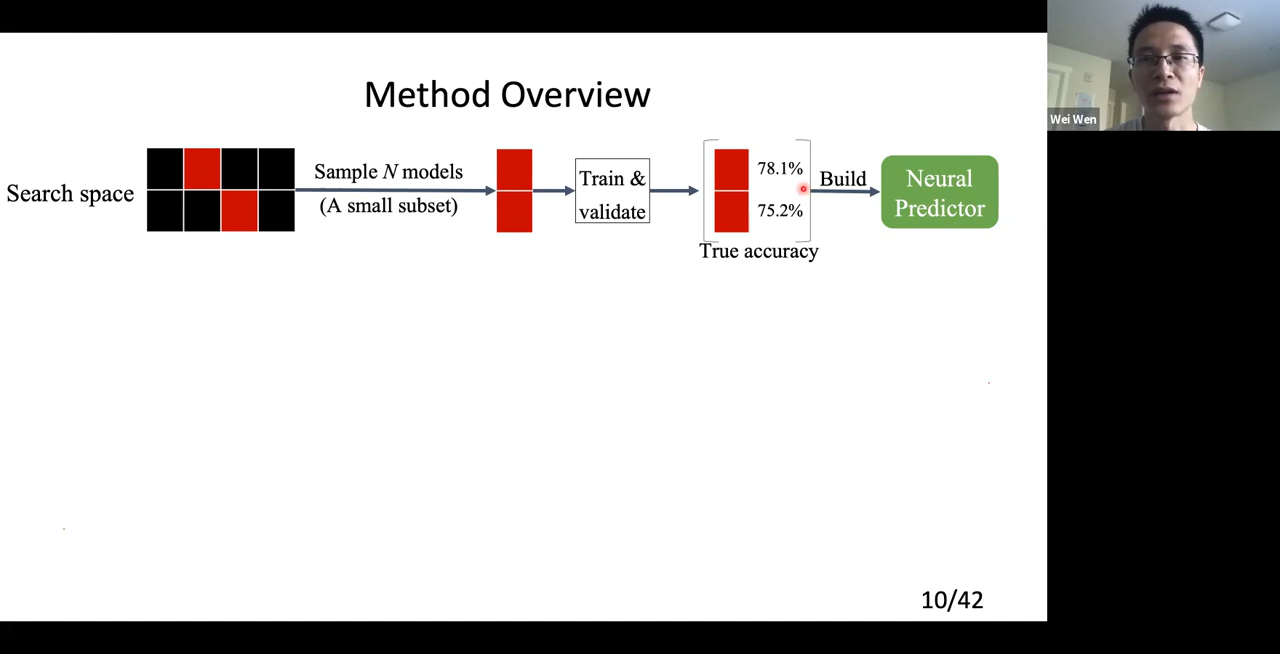 Method Overview
Search space
Sample N models
(A small subset)
Train &
validate
78.1%
75.2%
True accuracy
Build
Neural
Predictor
10/42
Wei Wen